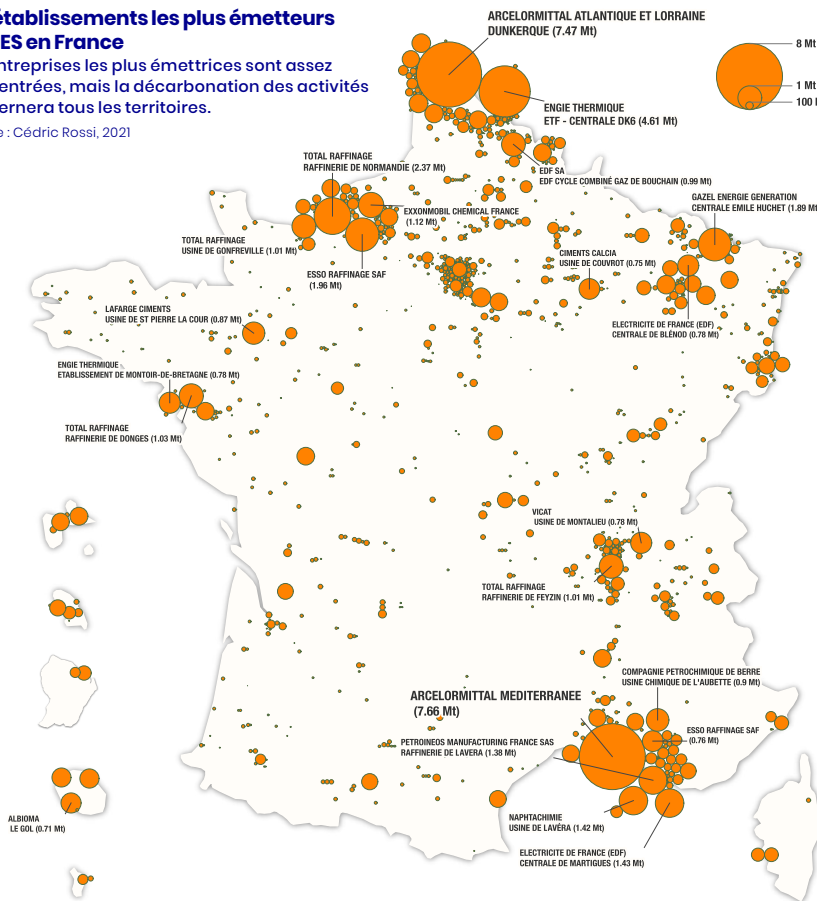 établissements les plus émetteurs
ES en France
ntreprises les plus émettrices sont assez
entrées, mais la décarbonation des activités
ernera tous les territoires.
e : Cédric Rossi, 2021
ARCELORMITTAL ATLANTIQUE ET LORRAINE
DUNKERQUE (7.47 Mt)
8 Mt
1 Mt
100 
ENGIE THERMIQUE
ETF - CENTRALE DK6 (4.61 Mt)
TOTAL RAFFINAGE
RAFFINERIE DE NORMANDIE (2.37 Mt)
EDF SA
EDF CYCLE COMBINÉ GAZ DE BOUCHAIN (0.99 Mt)
GAZEL ENERGIE GENERATION
CENTRALE EMILE HUCHET (1.89 Mt)
EXXONMOBIL CHEMICAL FRANCE
(1.12 Mt)
TOTAL RAFFINAGE
USINE DE GONFREVILLE (1.01 Mt)
CIMENTS CALCIA
USINE DE COUVROT (0.75 Mt)
ESSO RAFFINAGE SAF
(1.96 Mt)
LAFARGE CIMENTS
USINE DE ST PIERRE LA COUR (0.87 Mt)
ELECTRICITE DE FRANCE (EDF)
CENTRALE DE BLÉNOD (0.78 Mt)
ENGIE THERMIQUE
ETABLISSEMENT DE MONTOIR-DE-BRETAGNE (0.78 Mt)
TOTAL RAFFINAGE
RAFFINERIE DE DONGES (1.03 Mt)
VICAT
USINE DE MONTALIEU (0.78 Mt)
TOTAL RAFFINAGE
RAFFINERIE DE FEYZIN (1.01 Mt)
COMPAGNIE PETROCHIMIQUE DE BERRE
USINE CHIMIQUE DE L'AUBETTE (0.9 Mt)
ARCELORMITTAL MEDITERRANEE
(7.66 Mt)
ESSO RAFFINAGE SAF
(0.76 Mt)
PETROINEOS MANUFACTURING FRANCE SAS
RAFFINERIE DE LAVERA (1.38 Mt)
ALBIOMA
LE GOL (0.71 Mt)
NAPHTACHIMIE
USINE DE LAVÉRA (1.42 Mt)
ELECTRICITE DE FRANCE (EDF)
CENTRALE DE MARTIGUES (1.43 Mt)